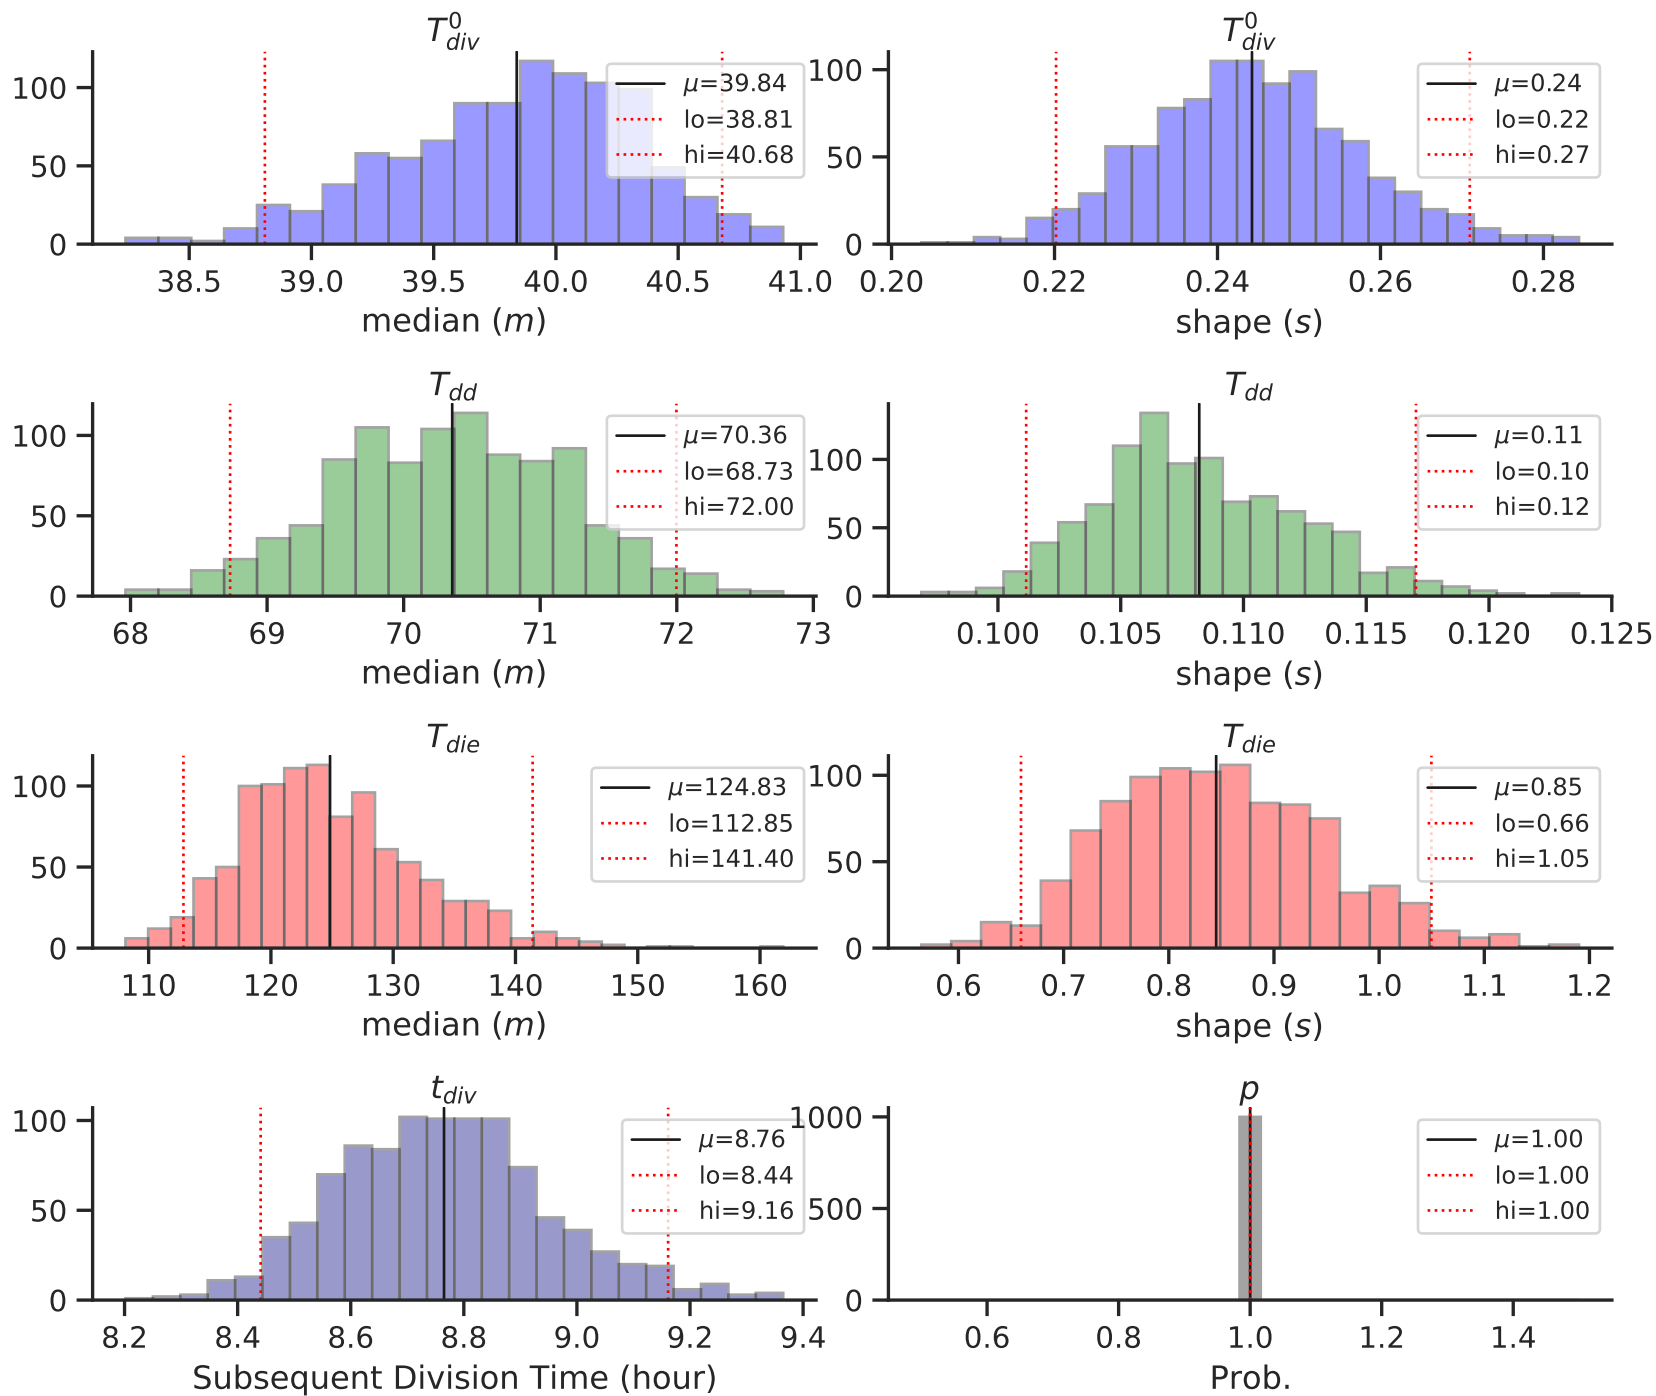 T⁰div
100
50
0
38.5 39.0 39.5 40.0 40.5 41.0
median (m)
μ=39.84
lo=38.81
hi=40.68
T⁰div
100
50
0
0.20 0.22 0.24 0.26 0.28
shape (s)
μ=0.24
lo=0.22
hi=0.27
Tdd
100
50
0
68 69 70 71 72 73
median (m)
μ=70.36
lo=68.73
hi=72.00
Tdd
100
50
0
0.100 0.105 0.110 0.115 0.120 0.125
shape (s)
μ=0.11
lo=0.10
hi=0.12
Tdie
100
50
0
110 120 130 140 150 160
median (m)
μ=124.83
lo=112.85
hi=141.40
Tdie
100
50
0
0.6 0.7 0.8 0.9 1.0 1.1 1.2
shape (s)
μ=0.85
lo=0.66
hi=1.05
tdiv
100
50
0
8.2 8.4 8.6 8.8 9.0 9.2 9.4
Subsequent Division Time (hour)
μ=8.76
lo=8.44
hi=9.16
p
1000
500
0
0.6 0.8 1.0 1.2 1.4
Prob.
μ=1.00
lo=1.00
hi=1.00